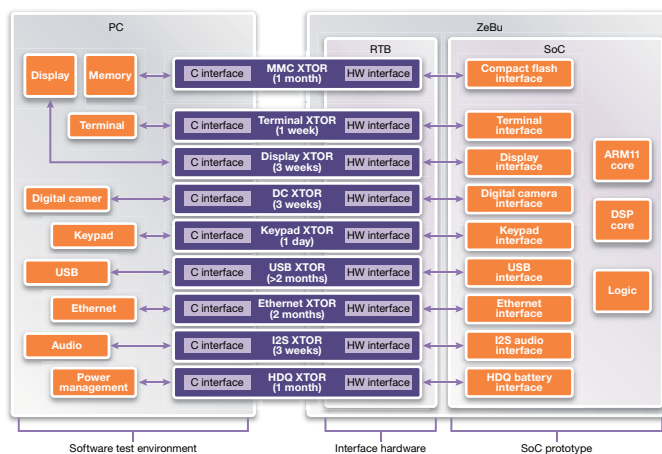 PC
ZeBu
RTB
SoC
Display
Memory
C interface
MMC XTOR
(1 month)
HW interface
Compact flash
interface
Terminal
C interface
Terminal XTOR
(1 week)
HW interface
Terminal
interface
C interface
Display XTOR
(3 weeks)
HW interface
Display
interface
ARM11
core
Digital camer
C interface
DC XTOR
(3 weeks)
HW interface
Digital camera
interface
Keypad
C interface
Keypad XTOR
(1 day)
HW interface
Keypad
interface
DSP
core
USB
C interface
USB XTOR
(>2 months)
HW interface
USB
interface
Logic
Ethernet
C interface
Ethernet XTOR
(2 months)
HW interface
Ethernet
interface
Audio
C interface
I2S XTOR
(3 weeks)
HW interface
I2S audio
interface
Power
management
C interface
HDQ XTOR
(1 month)
HW interface
HDQ battery
interface
Software test environment
Interface hardware
SoC prototype